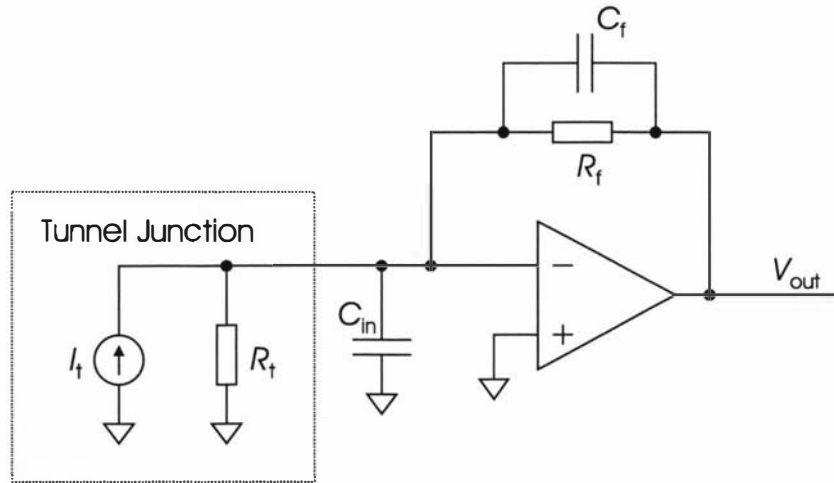 C_f
R_f
Tunnel Junction
−
V_out
C_in
+
I_t
R_t